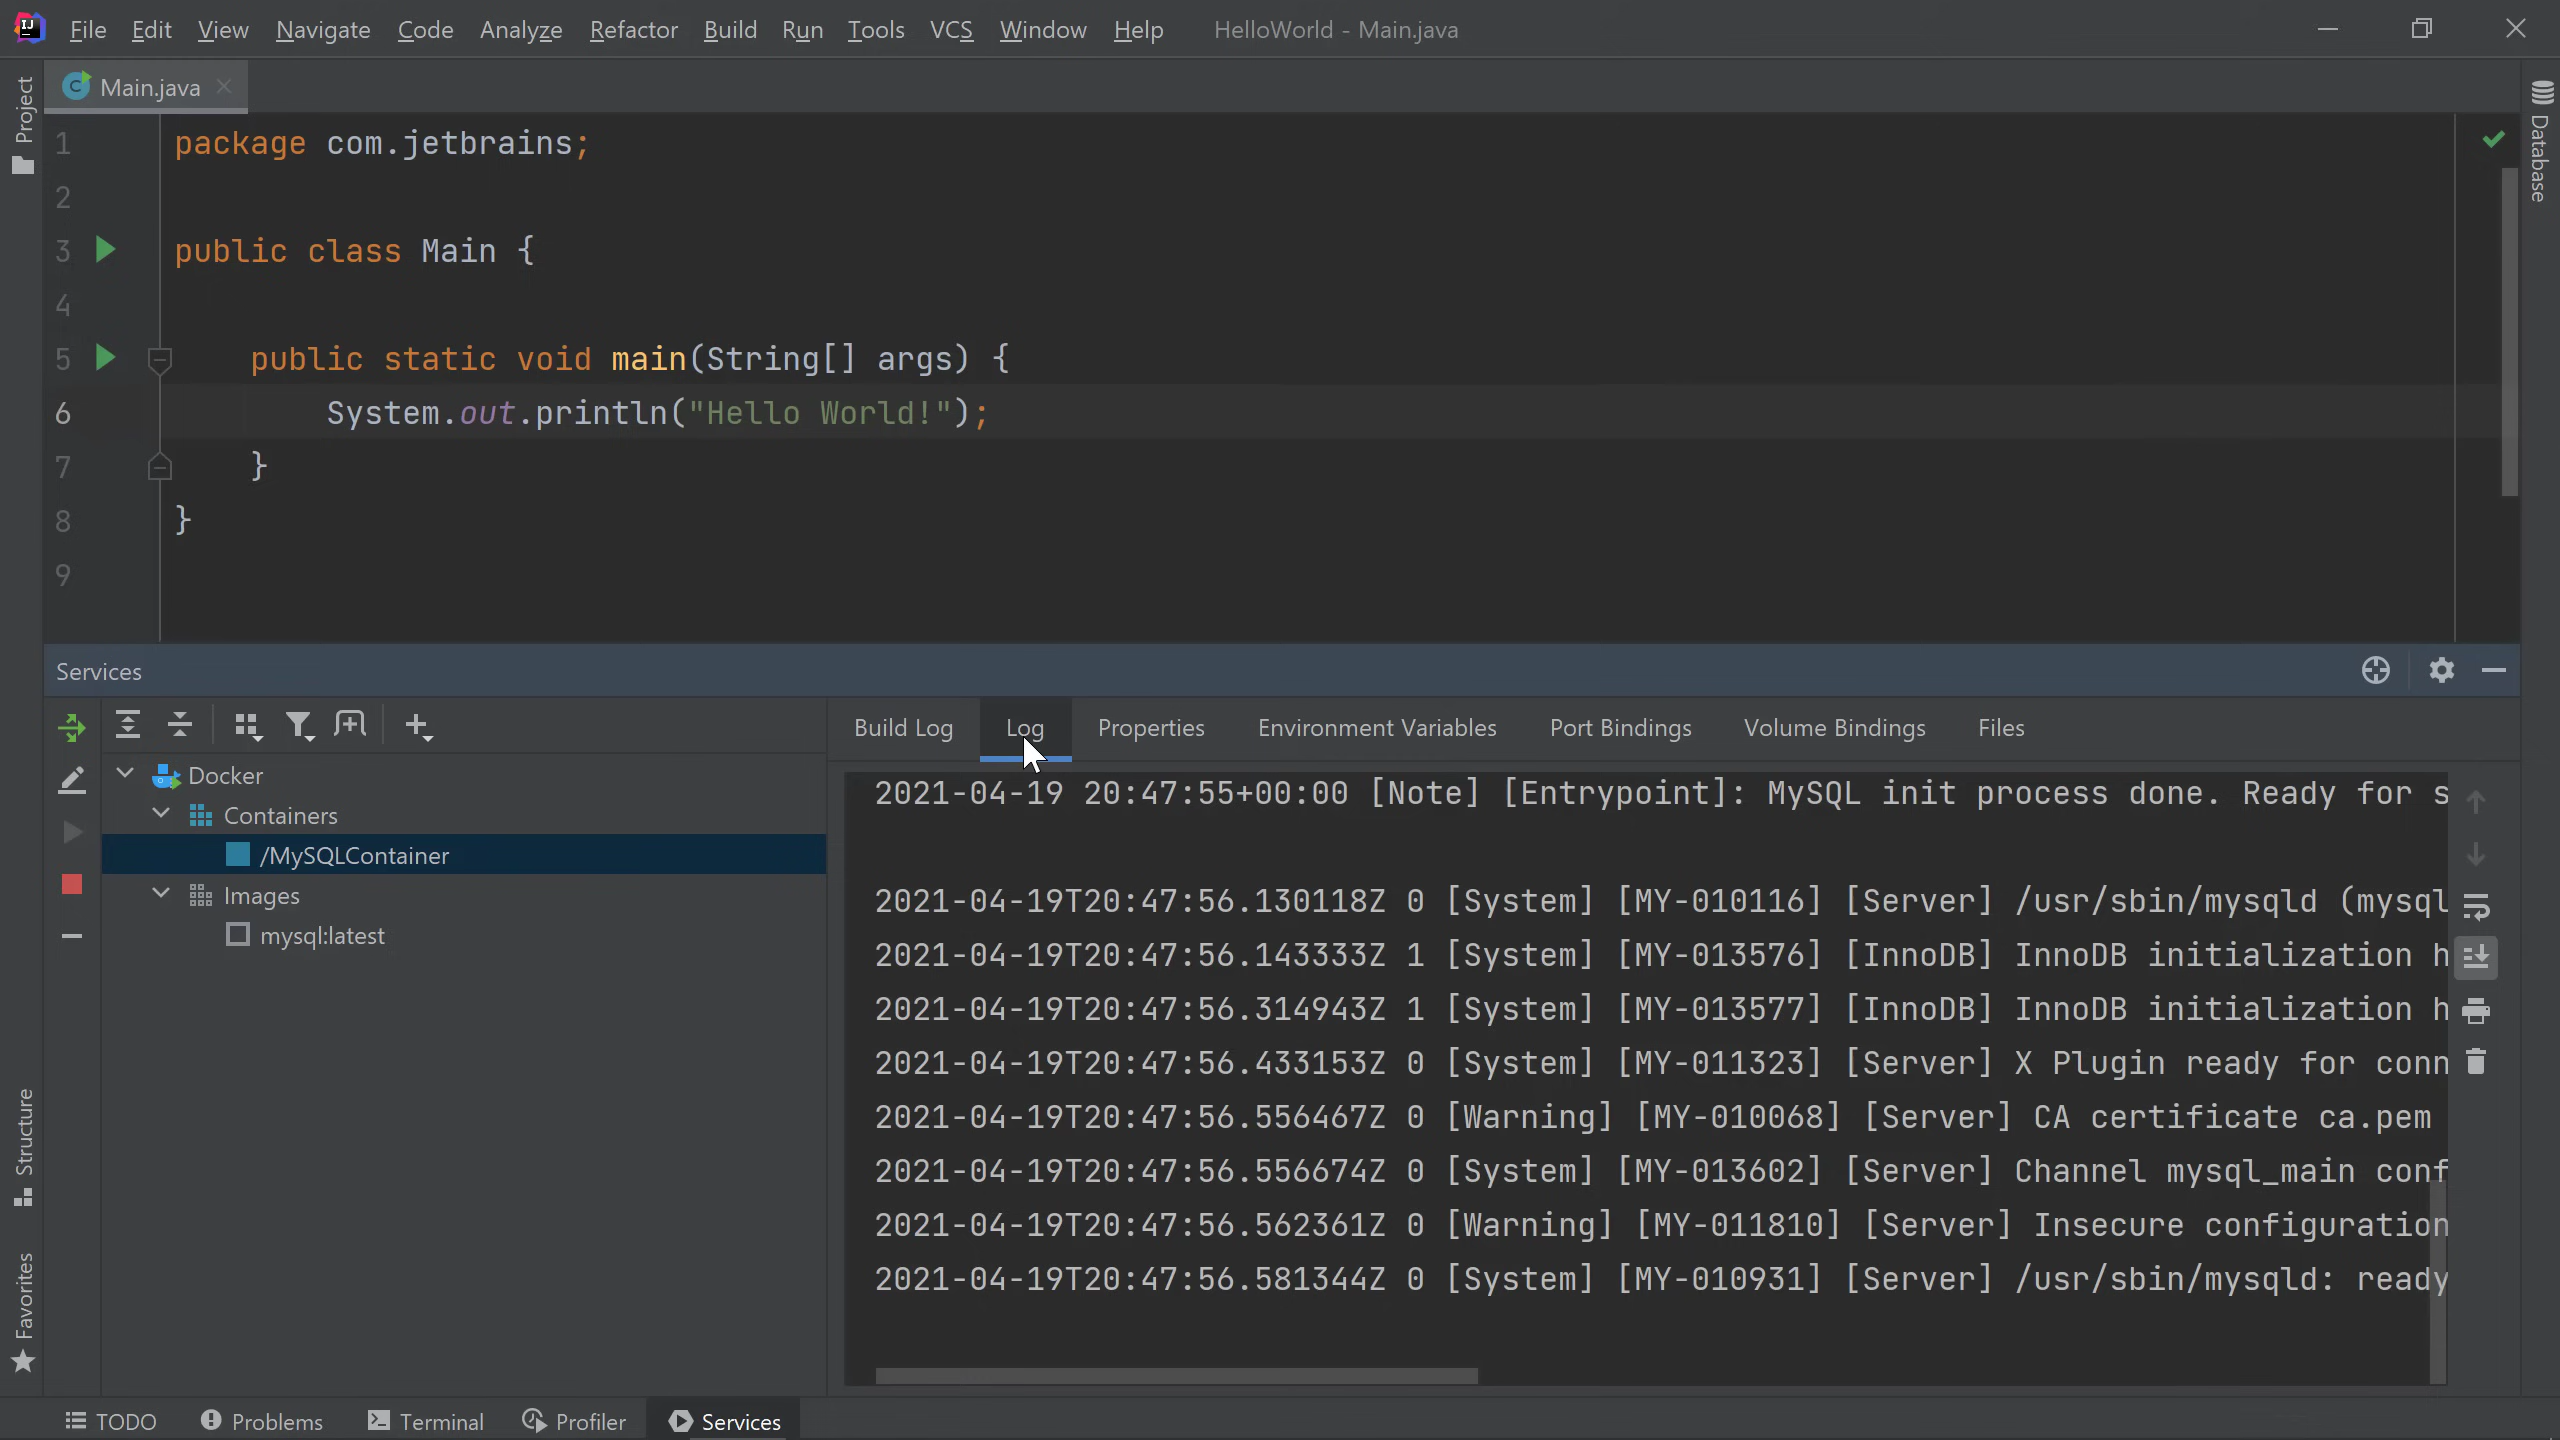 File Edit View Navigate Code Analyze Refactor Build Run Tools VCS Window Help HelloWorld - Main.java
Project
Main.java
Database
1 package com.jetbrains;
2
3 public class Main {
4
5 public static void main(String[] args) {
6 System.out.println("Hello World!");
7 }
8 }
9
Services
Build Log Log Properties Environment Variables Port Bindings Volume Bindings Files
Docker
Containers
/MySQLContainer
Images
mysql:latest
2021-04-19 20:47:55+00:00 [Note] [Entrypoint]: MySQL init process done. Ready for s
2021-04-19T20:47:56.130118Z 0 [System] [MY-010116] [Server] /usr/sbin/mysqld (mysql
2021-04-19T20:47:56.143333Z 1 [System] [MY-013576] [InnoDB] InnoDB initialization h
2021-04-19T20:47:56.314943Z 1 [System] [MY-013577] [InnoDB] InnoDB initialization h
2021-04-19T20:47:56.433153Z 0 [System] [MY-011323] [Server] X Plugin ready for conn
2021-04-19T20:47:56.556467Z 0 [Warning] [MY-010068] [Server] CA certificate ca.pem
2021-04-19T20:47:56.556674Z 0 [System] [MY-013602] [Server] Channel mysql_main conf
2021-04-19T20:47:56.562361Z 0 [Warning] [MY-011810] [Server] Insecure configuration
2021-04-19T20:47:56.581344Z 0 [System] [MY-010931] [Server] /usr/sbin/mysqld: ready
Structure
Favorites
TODO Problems Terminal Profiler Services